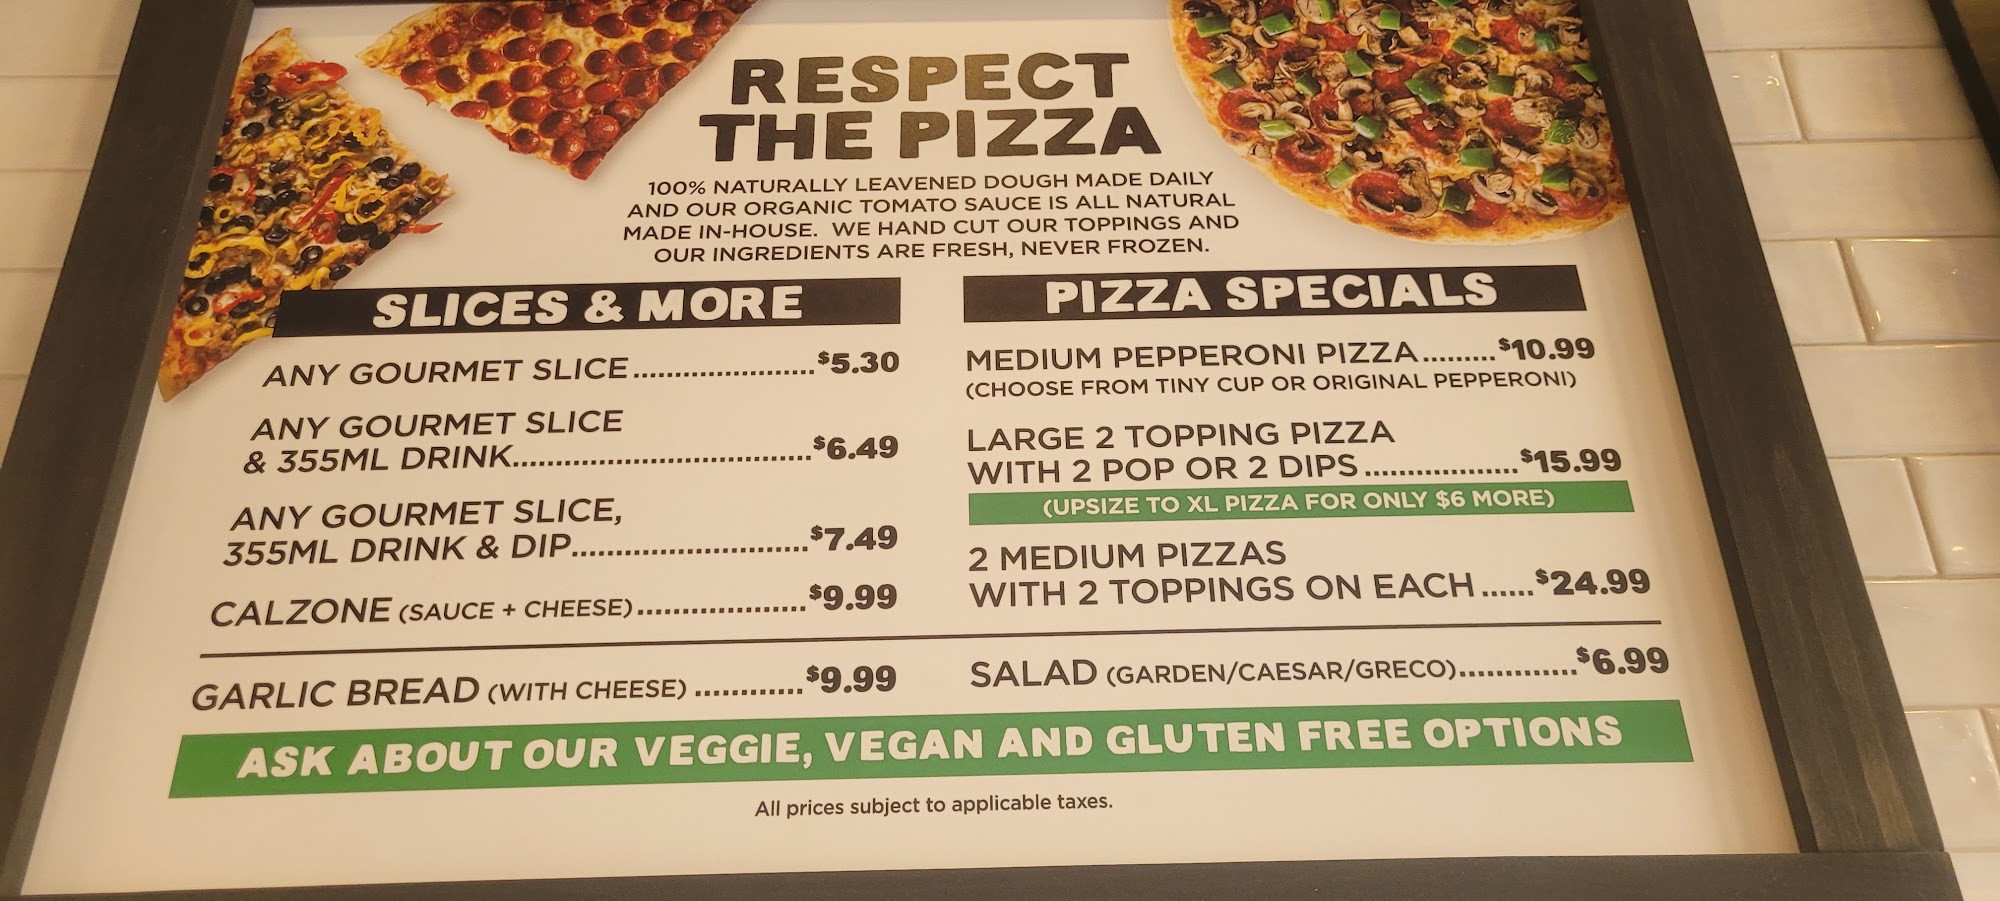 RESPECT
THE PIZZA
100% NATURALLY LEAVENED DOUGH MADE DAILY
AND OUR ORGANIC TOMATO SAUCE IS ALL NATURAL
MADE IN-HOUSE. WE HAND CUT OUR TOPPINGS AND
OUR INGREDIENTS ARE FRESH, NEVER FROZEN.
SLICES & MORE
ANY GOURMET SLICE......................$5.30
ANY GOURMET SLICE
& 355ML DRINK....................................$6.49
ANY GOURMET SLICE,
355ML DRINK & DIP............................$7.49
CALZONE (SAUCE + CHEESE)....................$9.99
GARLIC BREAD (WITH CHEESE) ............$9.99
PIZZA SPECIALS
MEDIUM PEPPERONI PIZZA.........$10.99
(CHOOSE FROM TINY CUP OR ORIGINAL PEPPERONI)
LARGE 2 TOPPING PIZZA
WITH 2 POP OR 2 DIPS..................$15.99
(UPSIZE TO XL PIZZA FOR ONLY $6 MORE)
2 MEDIUM PIZZAS
WITH 2 TOPPINGS ON EACH......$24.99
SALAD (GARDEN/CAESAR/GRECO).............$6.99
ASK ABOUT OUR VEGGIE, VEGAN AND GLUTEN FREE OPTIONS
All prices subject to applicable taxes.